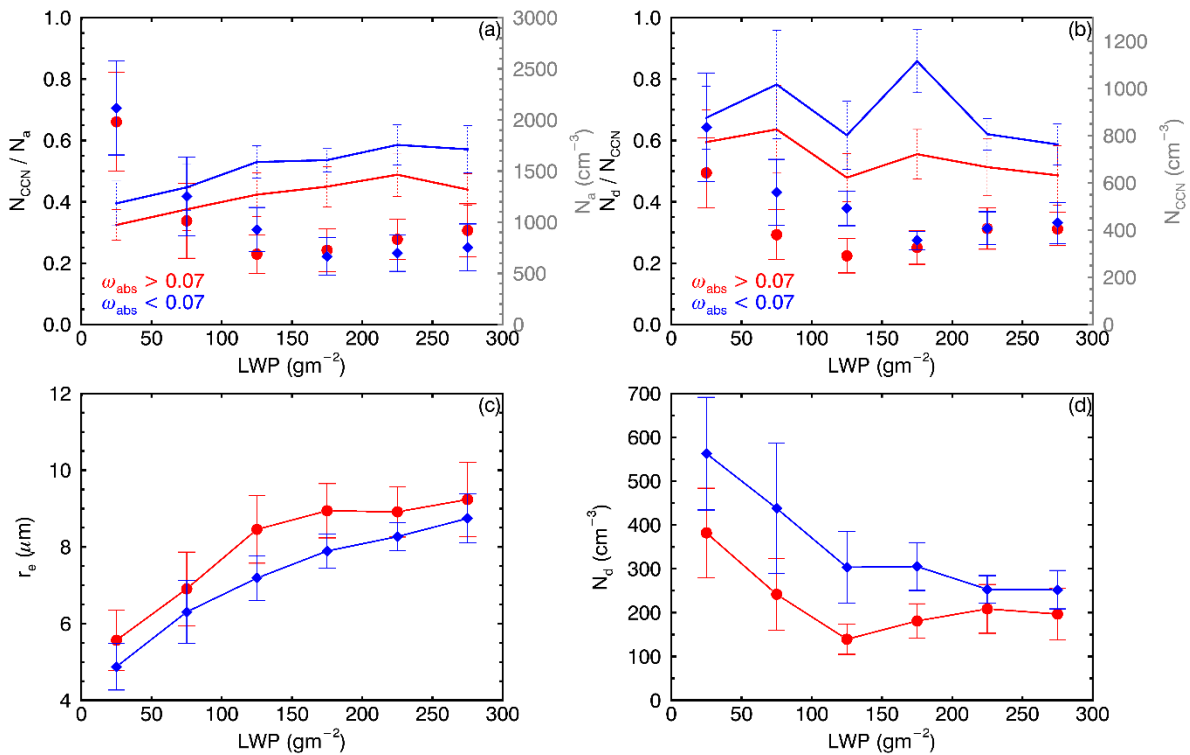 (a)
1.0
0.8
0.6
0.4
0.2
0.0
N_CCN / N_a
3000
2500
2000
1500
1000
500
0
N_a (cm⁻³)
ω_abs > 0.07
ω_abs < 0.07
0 50 100 150 200 250 300
LWP (gm⁻²)
(b)
1.0
0.8
0.6
0.4
0.2
0.0
N_d / N_CCN
1200
1000
800
600
400
200
0
N_CCN (cm⁻³)
ω_abs > 0.07
ω_abs < 0.07
0 50 100 150 200 250 300
LWP (gm⁻²)
(c)
12
10
8
6
4
r_e (μm)
0 50 100 150 200 250 300
LWP (gm⁻²)
(d)
700
600
500
400
300
200
100
0
N_d (cm⁻³)
0 50 100 150 200 250 300
LWP (gm⁻²)